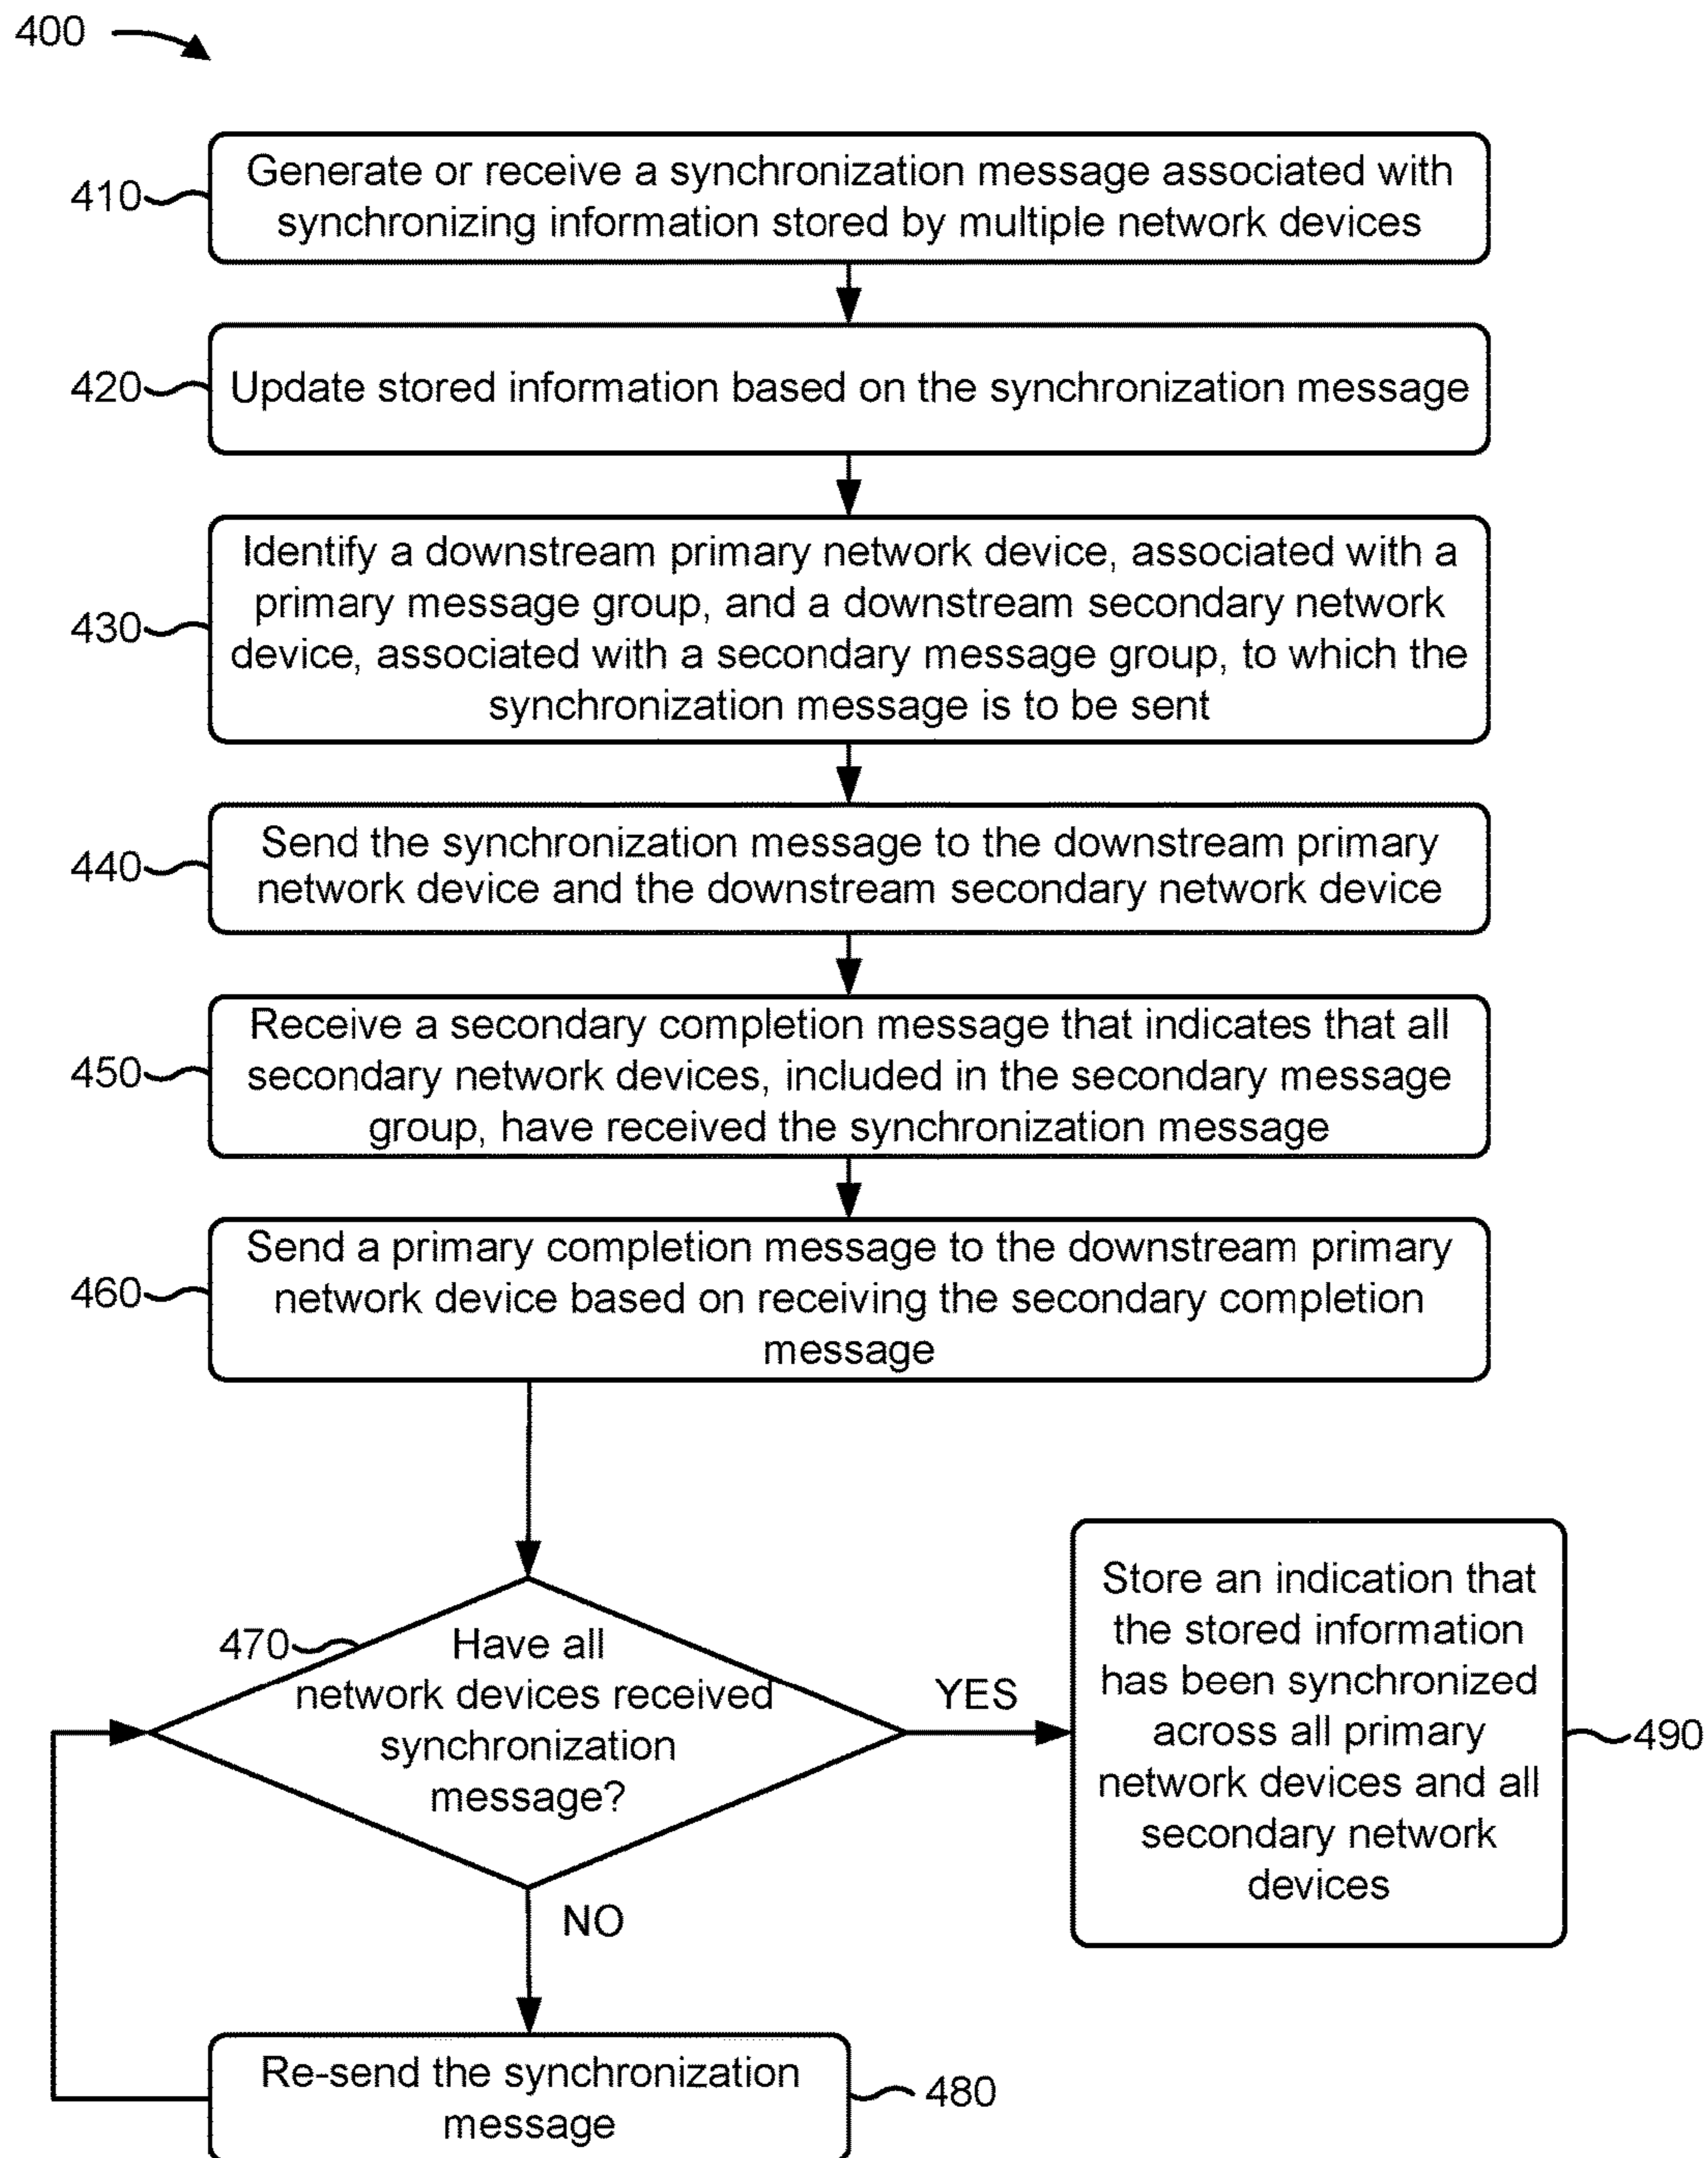 400
410
Generate or receive a synchronization message associated with
synchronizing information stored by multiple network devices
420
Update stored information based on the synchronization message
430
Identify a downstream primary network device, associated with a
primary message group, and a downstream secondary network
device, associated with a secondary message group, to which the
synchronization message is to be sent
440
Send the synchronization message to the downstream primary
network device and the downstream secondary network device
450
Receive a secondary completion message that indicates that all
secondary network devices, included in the secondary message
group, have received the synchronization message
460
Send a primary completion message to the downstream primary
network device based on receiving the secondary completion
message
470
Have all
network devices received
synchronization
message?
YES
Store an indication that
the stored information
has been synchronized
across all primary
network devices and all
secondary network
devices
490
NO
Re-send the synchronization
message
480